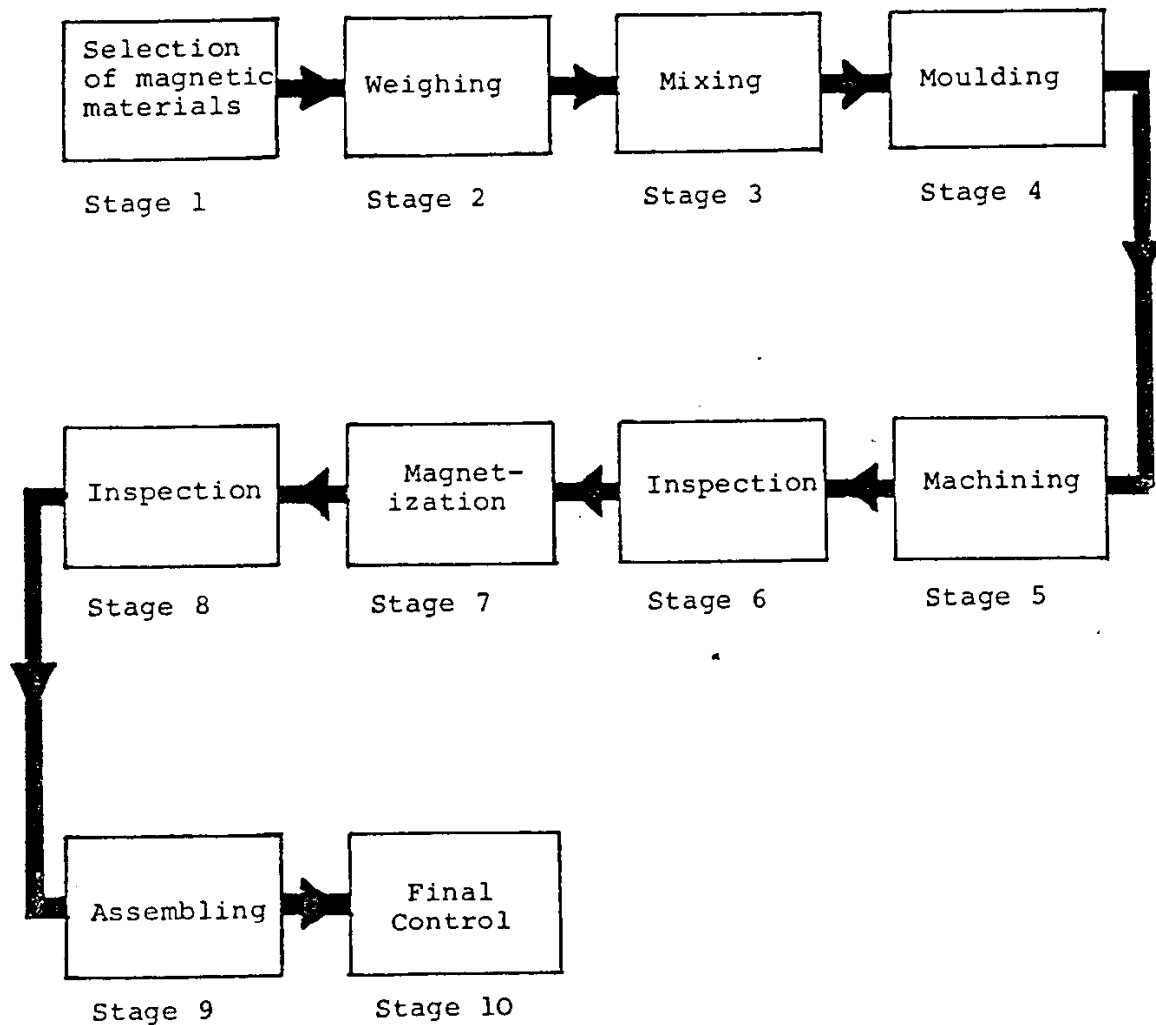 Selection
of magnetic
materials
Weighing
Mixing
Moulding
Stage 1
Stage 2
Stage 3
Stage 4
Inspection
Magnet-
ization
Inspection
Machining
Stage 8
Stage 7
Stage 6
Stage 5
Assembling
Final
Control
Stage 9
Stage 10